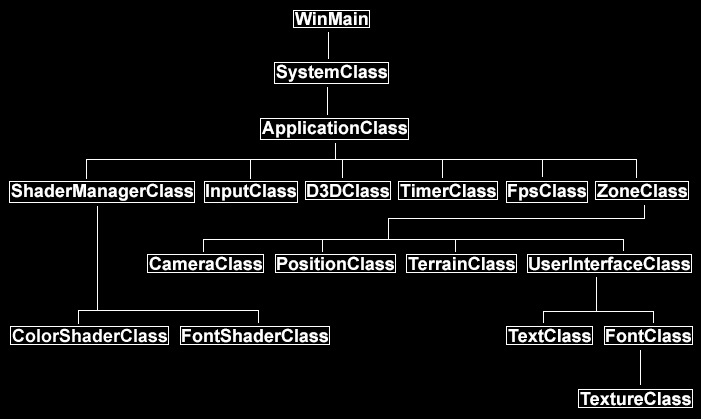 WinMain
SystemClass
ApplicationClass
ShaderManagerClass InputClass D3DClass TimerClass FpsClass ZoneClass
CameraClass PositionClass TerrainClass UserInterfaceClass
ColorShaderClass FontShaderClass TextClass FontClass
TextureClass